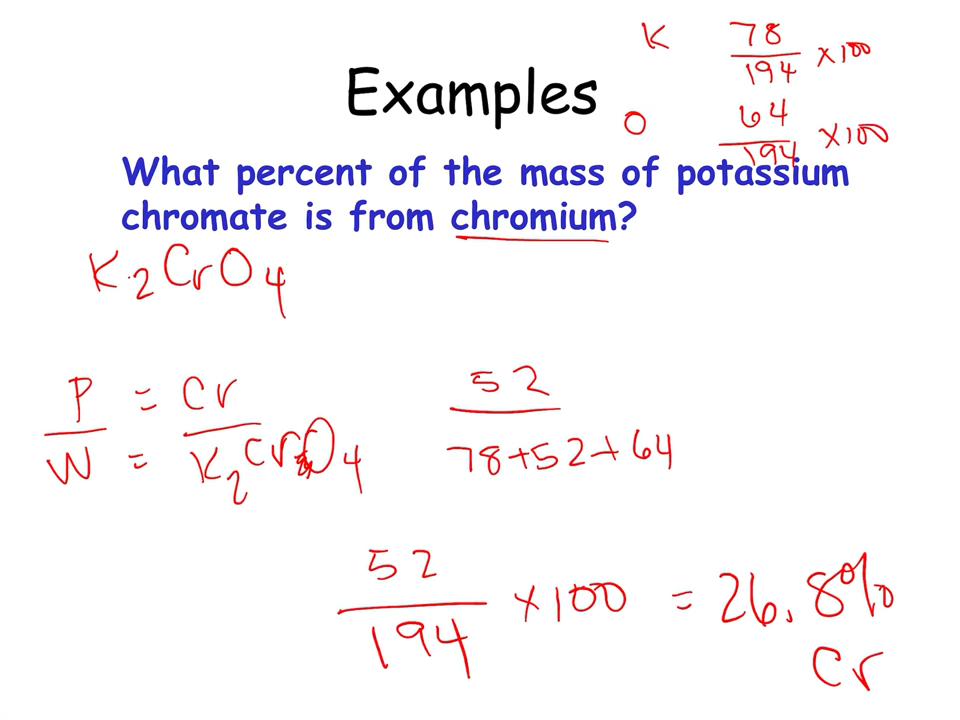 K 78/194 ×100
Examples
O 64/194 ×100
What percent of the mass of potassium
chromate is from chromium?
K₂CrO₄
P = Cr 52
W = K₂CrO₄ 78+52+64
52/194 ×100 = 26.8%
Cr